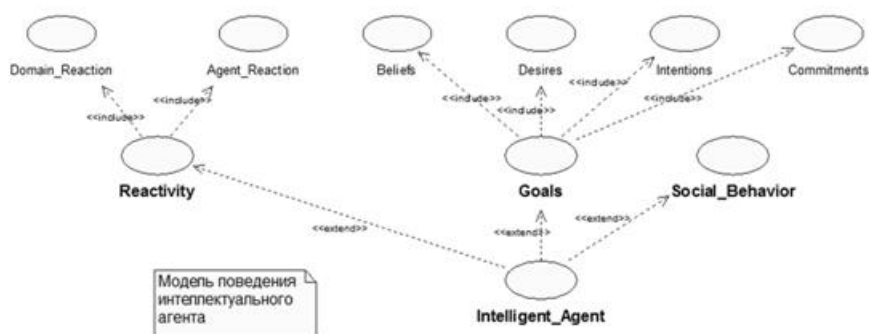 Domain_Reaction
Agent_Reaction
Beliefs
Desires
Intentions
Commitments
<<include>>
<<include>>
<<include>>
<<include>>
<<include>>
<<include>>
Reactivity
Goals
Social_Behavior
<<extend>>
<<extend>>
<<extend>>
Модель поведения
интеллектуального
агента
Intelligent_Agent